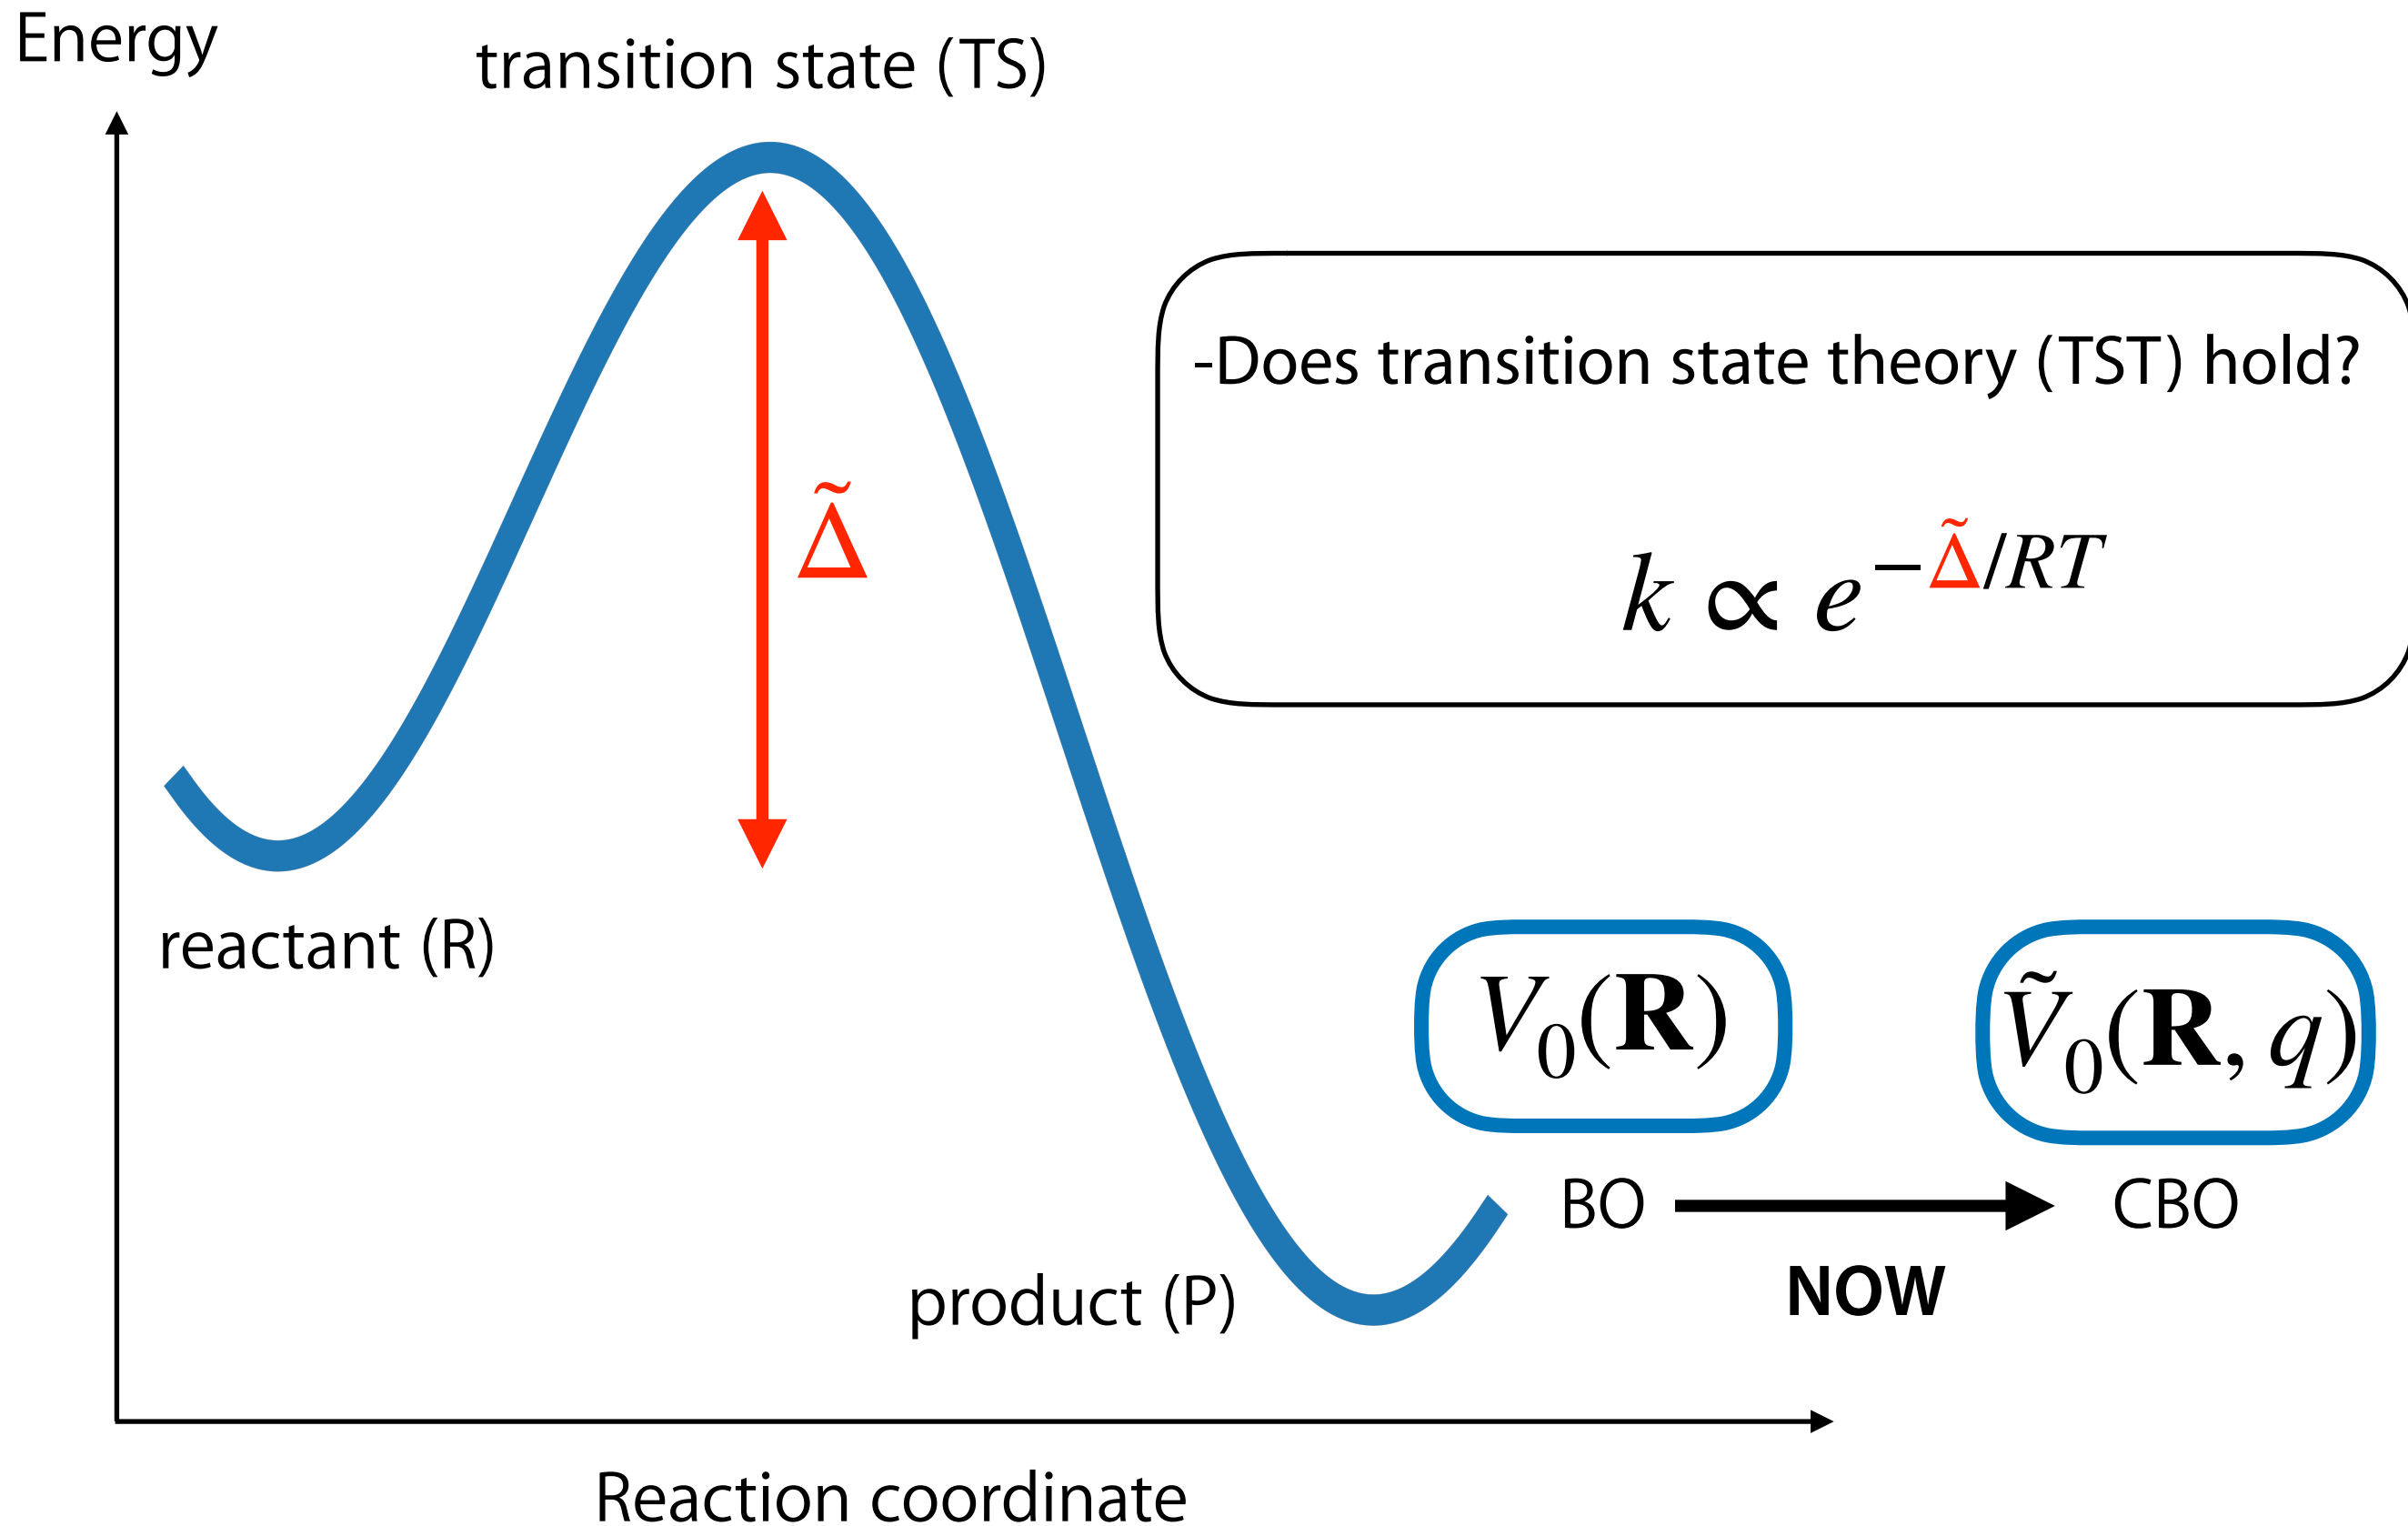 Energy
transition state (TS)
-Does transition state theory (TST) hold?
Δ̃
k ∝ e^{−Δ̃/RT}
reactant (R)
V₀(𝐑)
Ṽ₀(𝐑, q)
BO
CBO
NOW
product (P)
Reaction coordinate